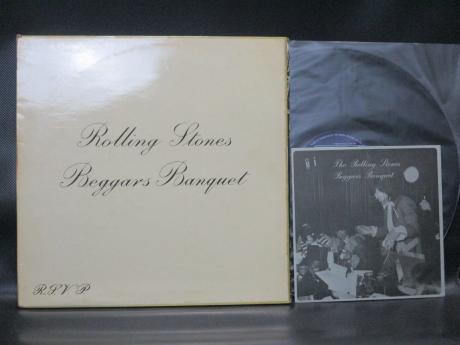 Rolling Stones
Beggars Banquet
R.S.V.P.
The Rolling Stones
Beggars Banquet